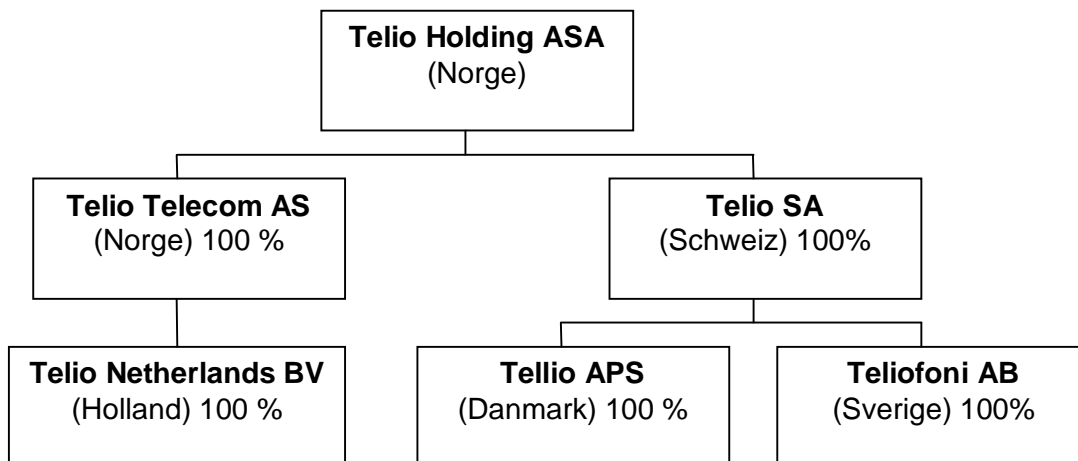 Telio Holding ASA
(Norge)
Telio Telecom AS
(Norge) 100 %
Telio SA
(Schweiz) 100%
Telio Netherlands BV
(Holland) 100 %
Tellio APS
(Danmark) 100 %
Teliofoni AB
(Sverige) 100%